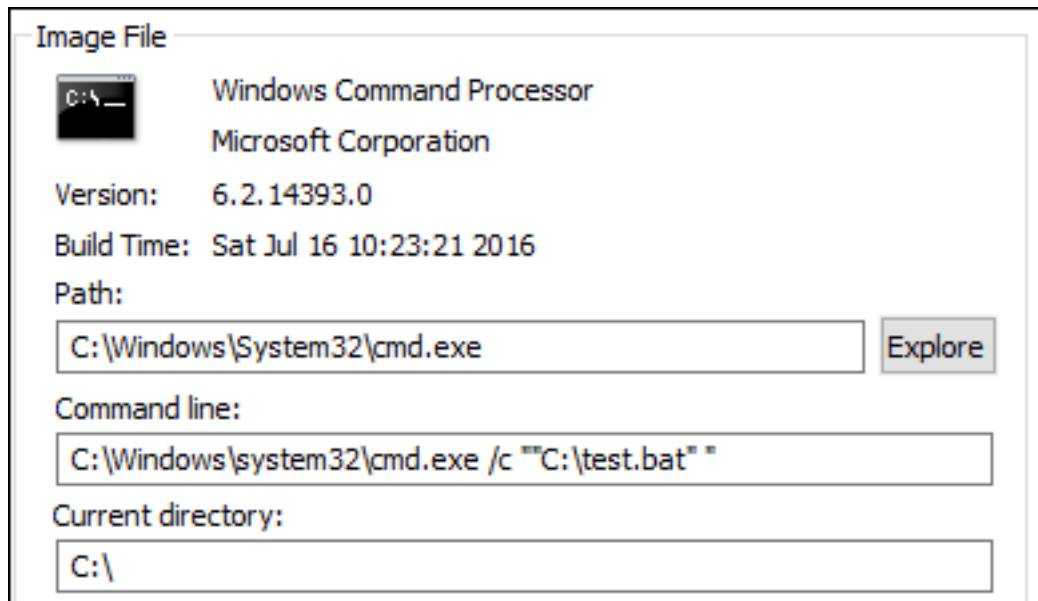 Image File
C:\
Windows Command Processor
Microsoft Corporation
Version: 6.2.14393.0
Build Time: Sat Jul 16 10:23:21 2016
Path:
C:\Windows\System32\cmd.exe Explore
Command line:
C:\Windows\system32\cmd.exe /c ""C:\test.bat" "
Current directory:
C:\